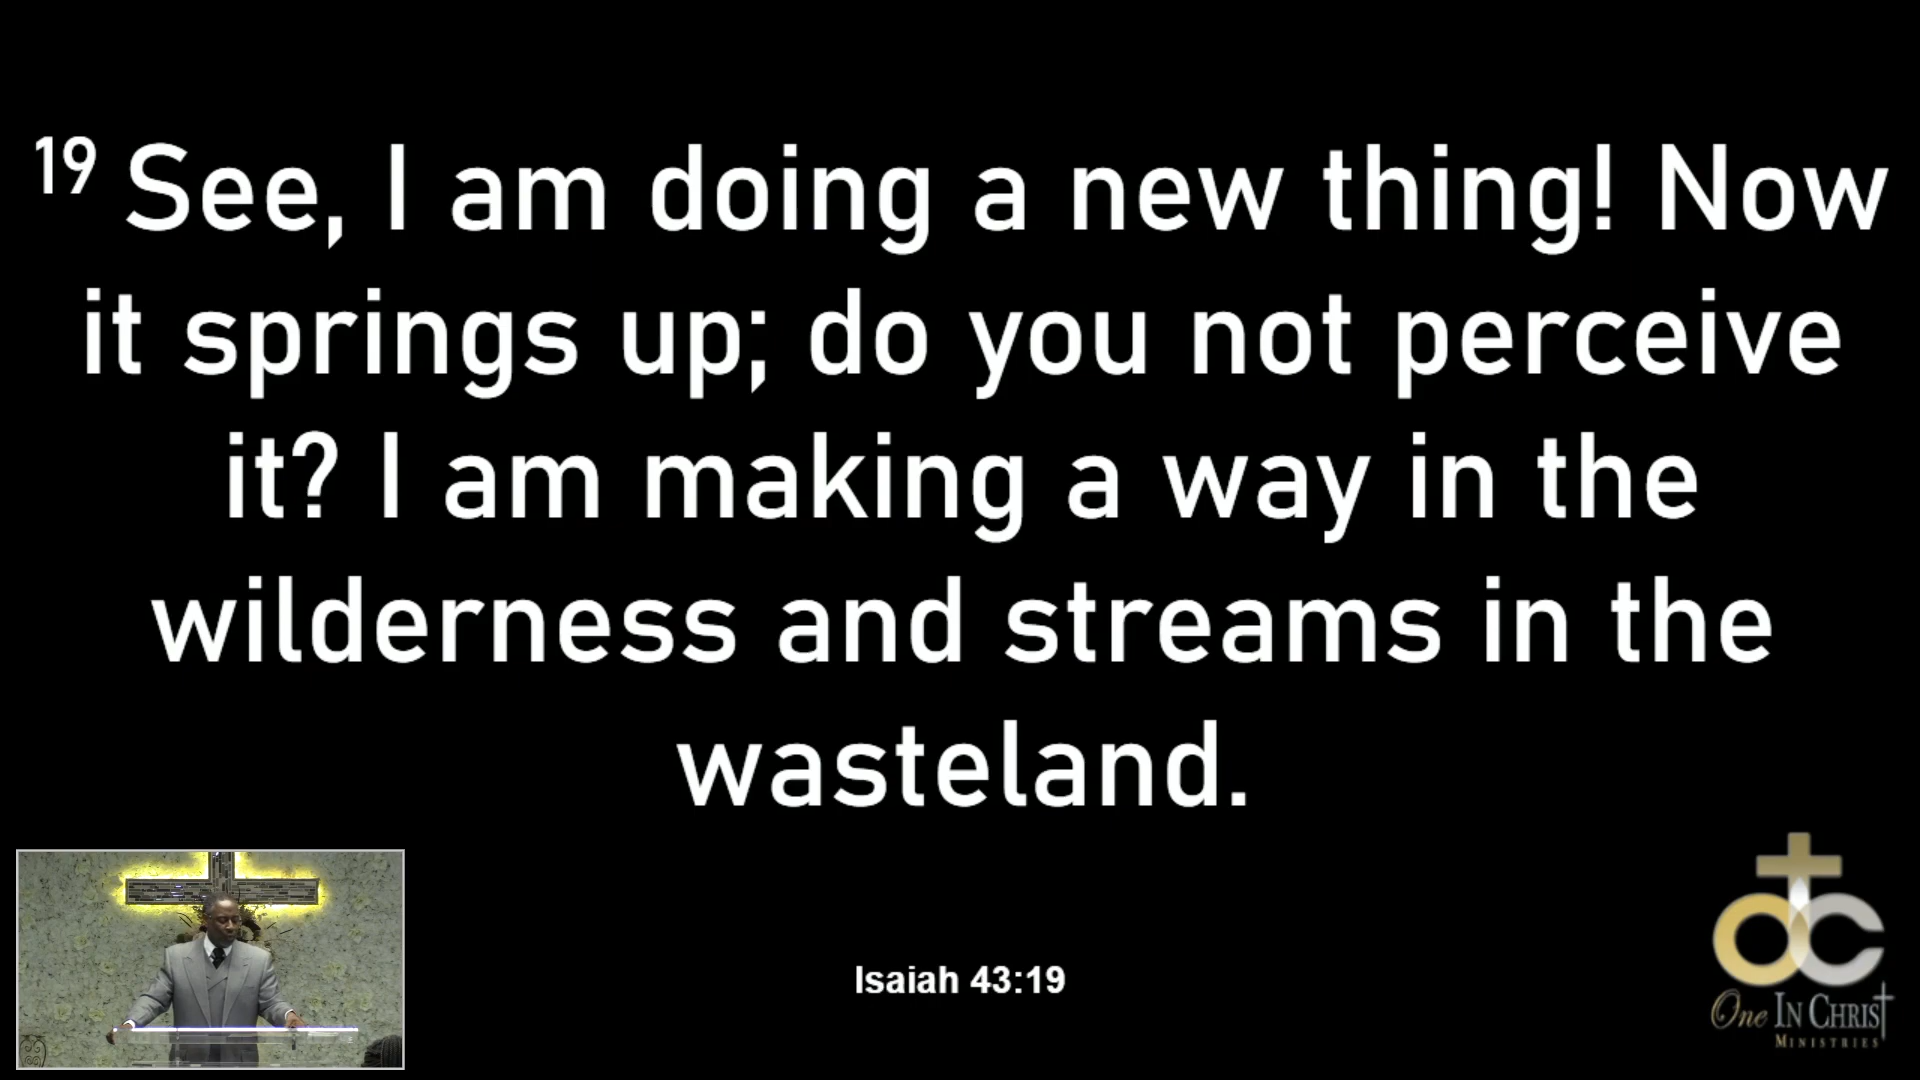 19 See, I am doing a new thing! Now
it springs up; do you not perceive
it? I am making a way in the
wilderness and streams in the
wasteland.
Isaiah 43:19
One IN CHRIST
MINISTRIES